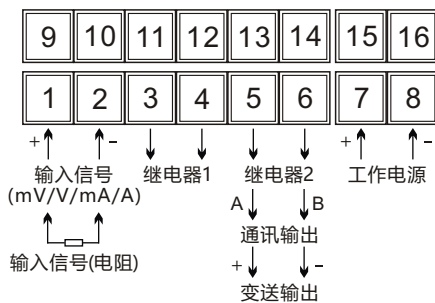 9 10 11 12 13 14 15 16
1 2 3 4 5 6 7 8
+ - + -
输入信号 继电器1 继电器2 工作电源
(mV/V/mA/A)
A B
通讯输出
输入信号(电阻)
+ -
变送输出